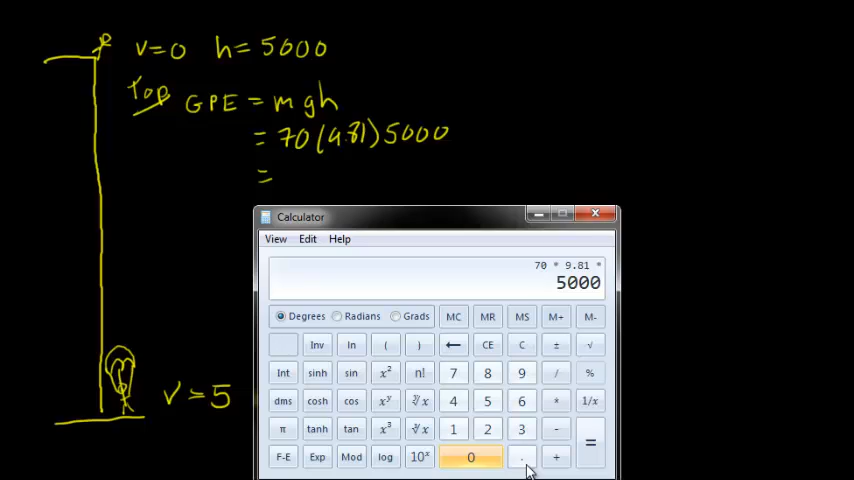 v=0 h=5000
Top GPE = mgh
= 70(9.81)5000
=
v=5
Calculator
View Edit Help
70 * 9.81 *
5000
Degrees Radians Grads MC MR MS M+ M-
Inv ln ( ) ← CE C ± √
Int sinh sin x² n! 7 8 9 / %
dms cosh cos xʸ ʸ√x 4 5 6 * 1/x
π tanh tan x³ ³√x 1 2 3 - =
F-E Exp Mod log 10ˣ 0 . +